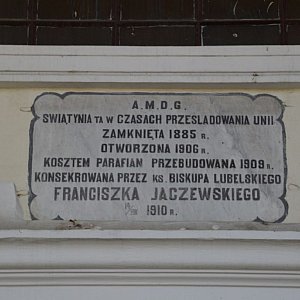 A.M.D.G.
SWIĄTYNIA TA W CZASACH PRZEŚLADOWANIA UNII
ZAMKNIĘTA 1885 R.
OTWORZONA 1906 R.
KOSZTEM PARAFIAN PRZEBUDOWANA 1909 R.
KONSEKROWANA PRZEZ KS. BISKUPA LUBELSKIEGO
FRANCISZKA JACZEWSKIEGO
1910 R.